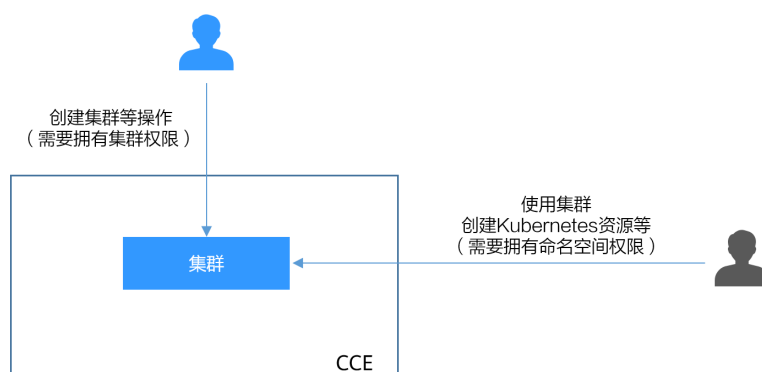 创建集群等操作
（需要拥有集群权限）
使用集群
创建Kubernetes资源等
（需要拥有命名空间权限）
集群
CCE